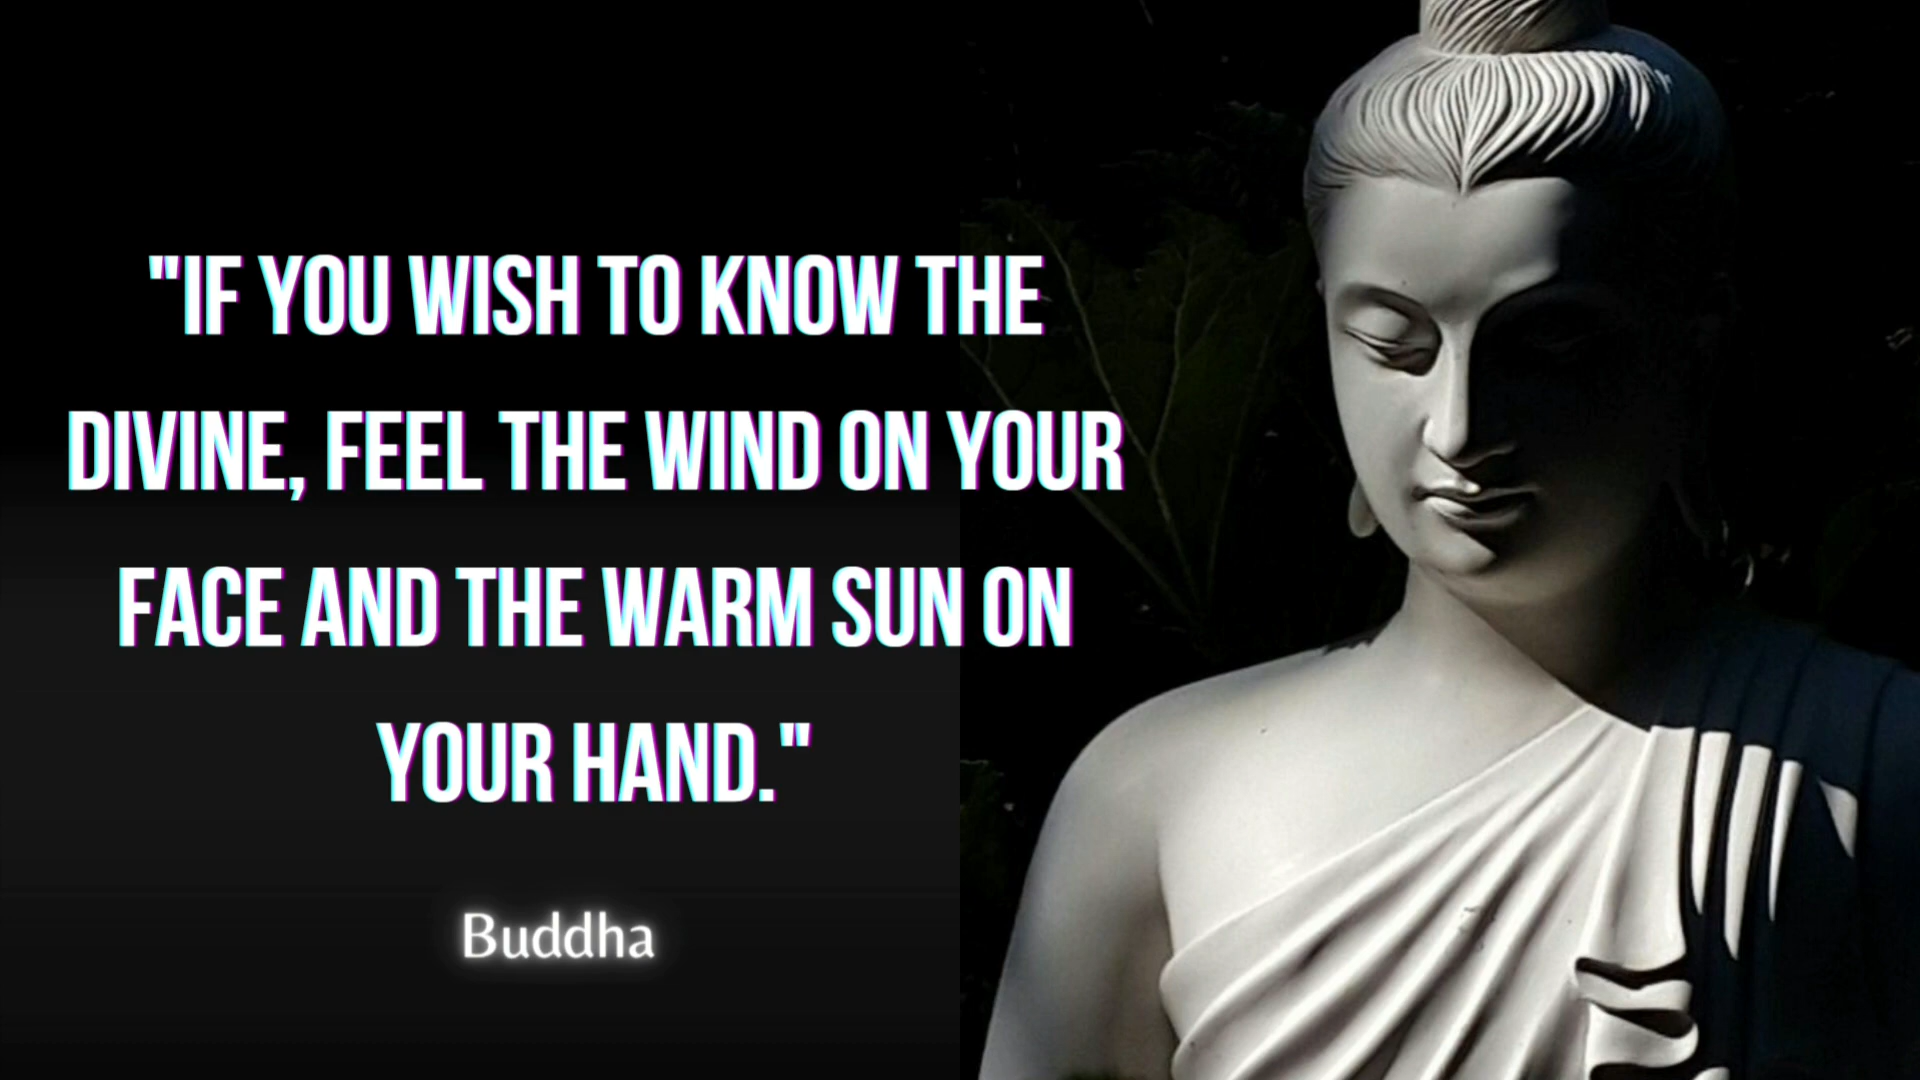 "IF YOU WISH TO KNOW THE
DIVINE, FEEL THE WIND ON YOUR
FACE AND THE WARM SUN ON
YOUR HAND."
Buddha